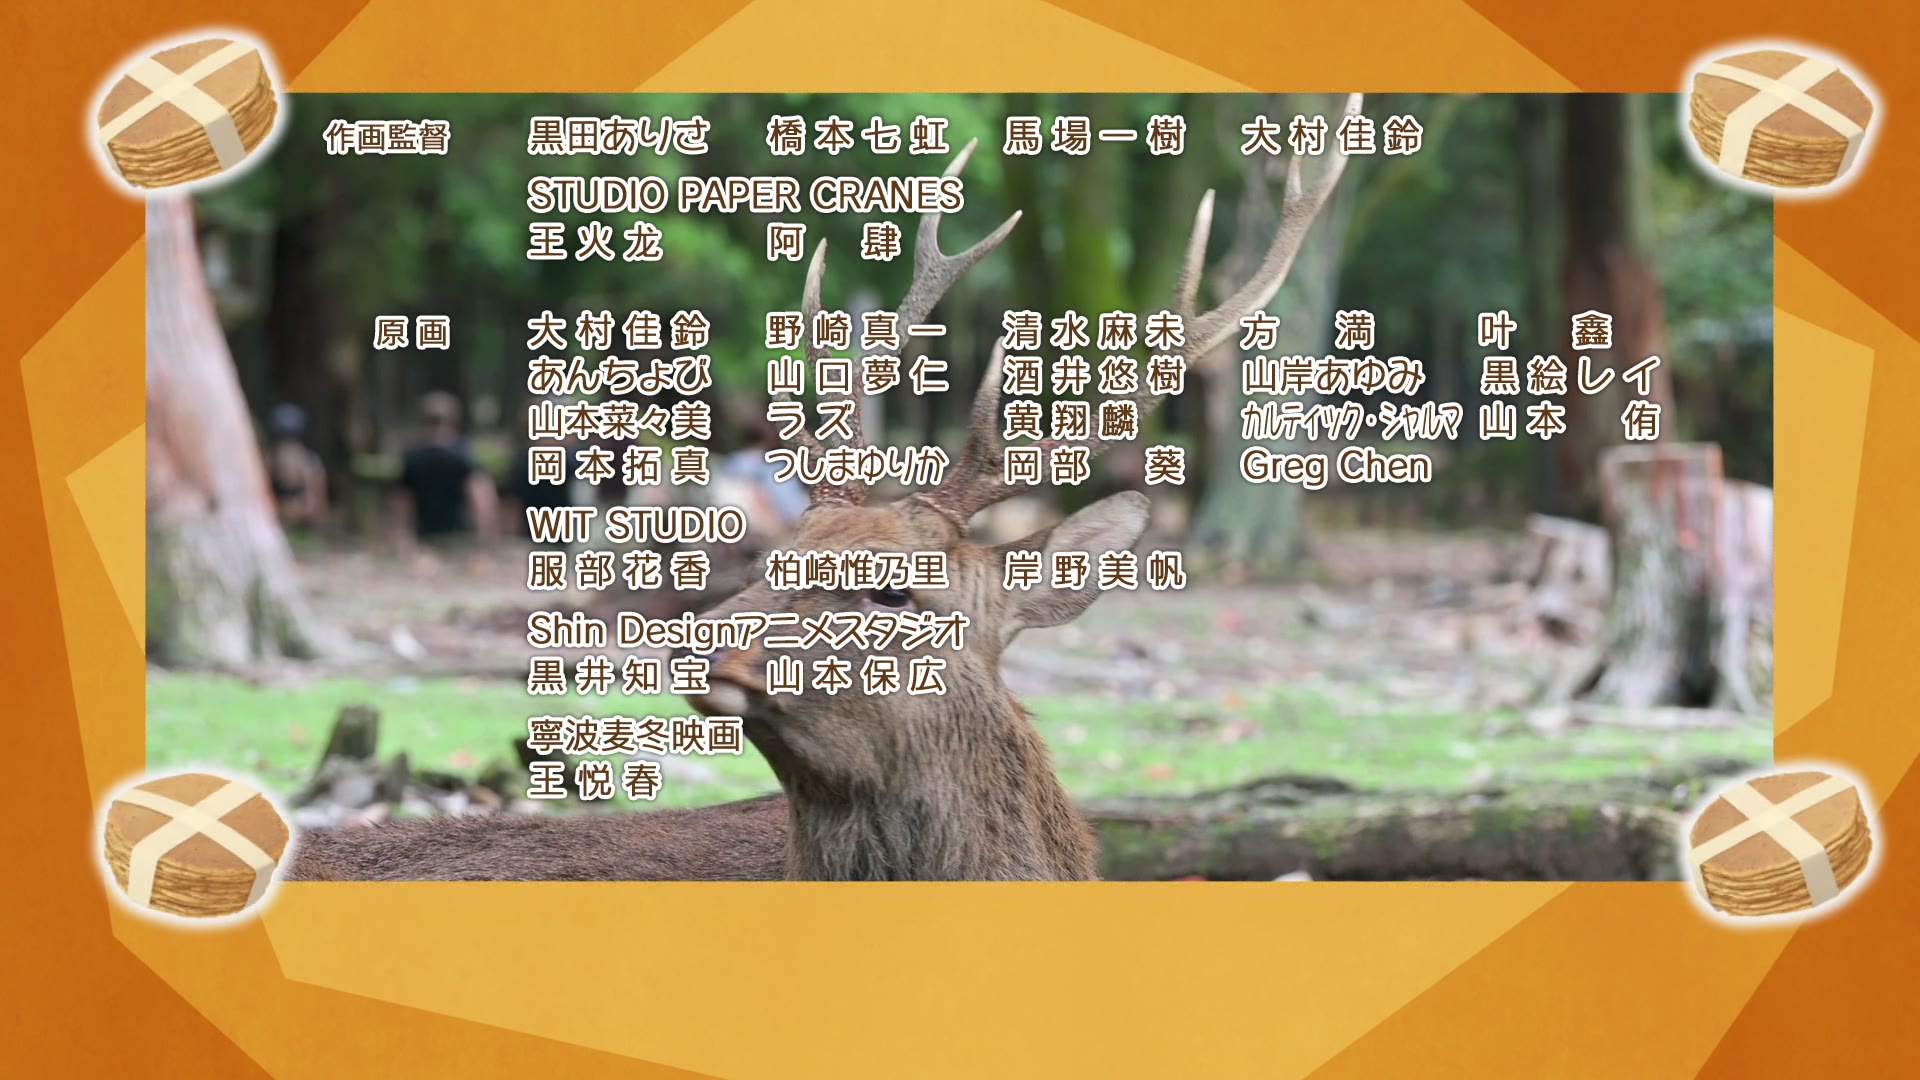 作画監督 黒田ありさ 橋本七虹 馬場一樹 大村佳鈴
STUDIO PAPER CRANES
王火龙 阿肆
原画 大村佳鈴 野崎真一 清水麻未 方満 叶鑫
あんちょび 山口夢仁 酒井悠樹 山岸あゆみ 黒絵レイ
山本菜々美 ラズ 黄翔麟 カルティック・シャルマ 山本侑
岡本拓真 つしまゆりか 岡部葵 Greg Chen
WIT STUDIO
服部花香 柏崎惟乃里 岸野美帆
Shin Designアニメスタジオ
黒井知宝 山本保広
寧波麦冬映画
王悦春